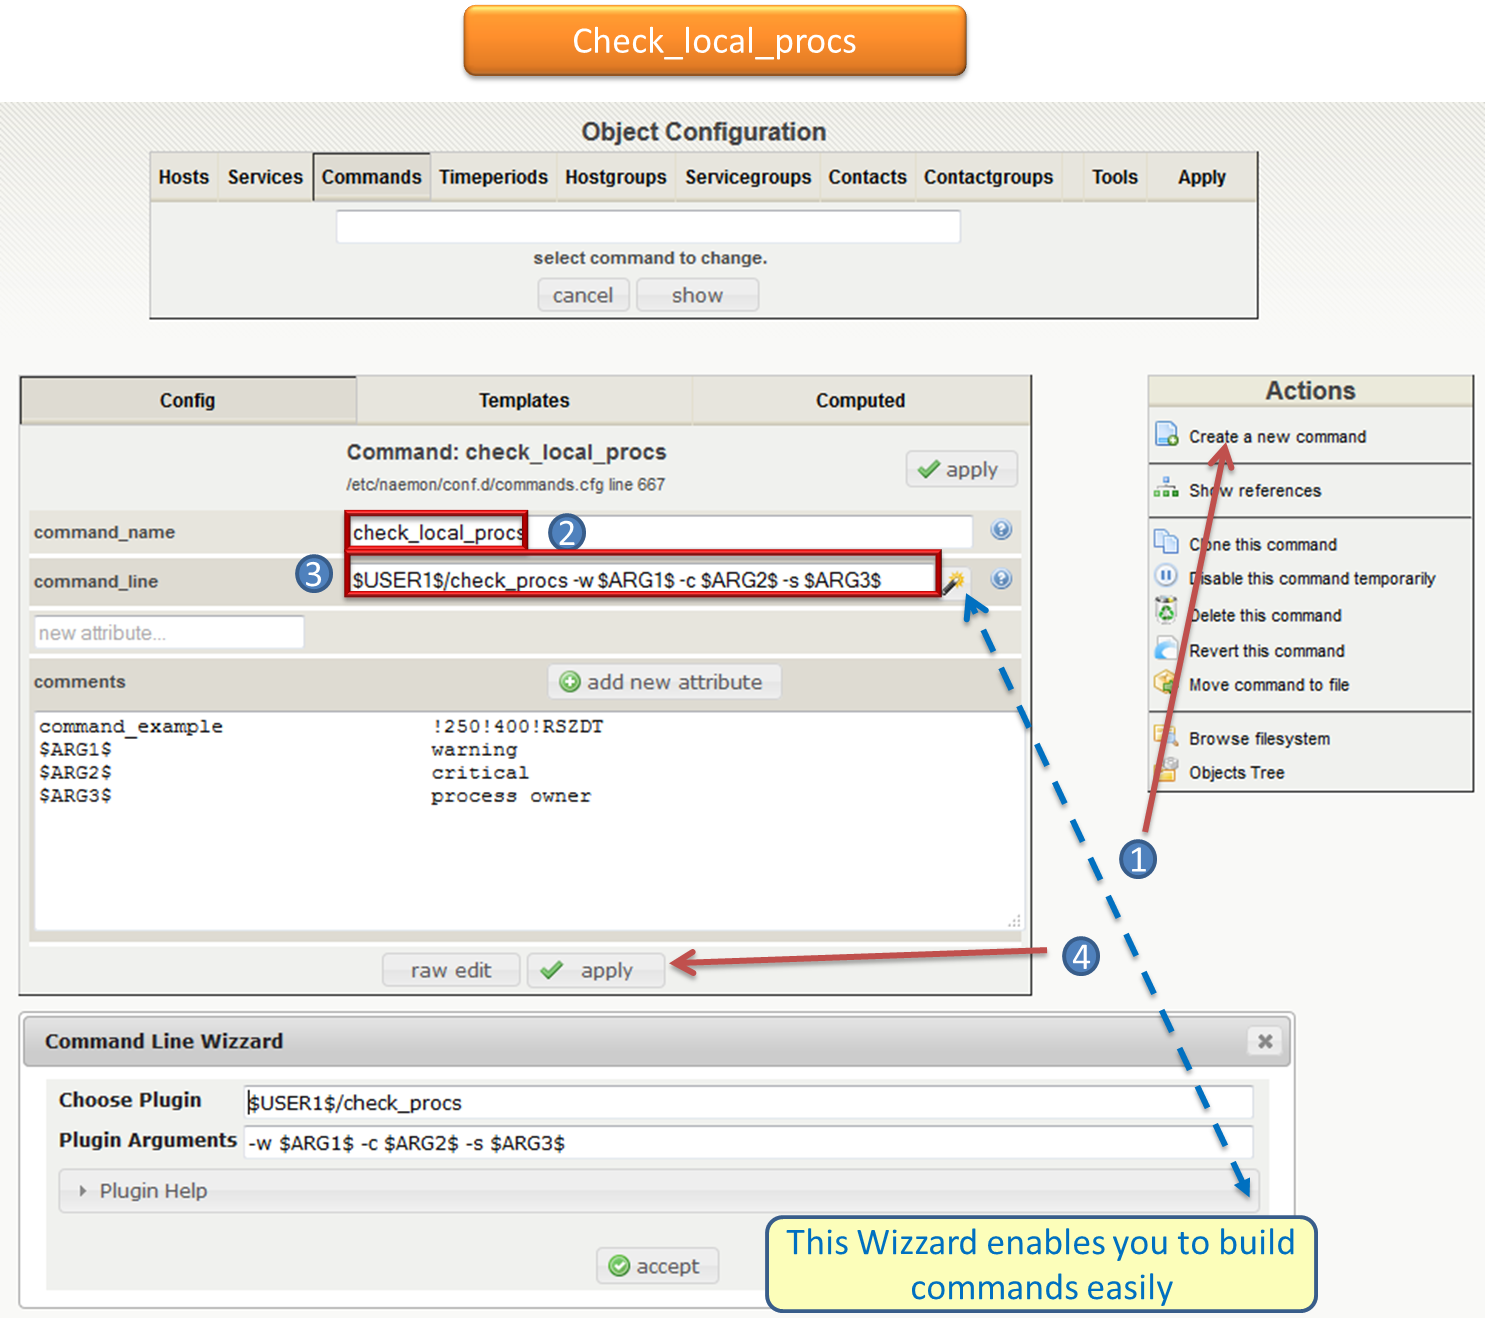 Check_local_procs
Object Configuration
Hosts Services Commands Timeperiods Hostgroups Servicegroups Contacts Contactgroups Tools Apply
select command to change.
cancel show
Config Templates Computed
Command: check_local_procs
/etc/naemon/conf.d/commands.cfg line 667
apply
command_name check_local_procs 2
3 command_line $USER1$/check_procs -w $ARG1$ -c $ARG2$ -s $ARG3$
new attribute...
comments add new attribute
command_example !250!400!RSZDT
$ARG1$ warning
$ARG2$ critical
$ARG3$ process owner
raw edit apply
4
Actions
Create a new command
Show references
Clone this command
Disable this command temporarily
Delete this command
Revert this command
Move command to file
Browse filesystem
Objects Tree
1
Command Line Wizzard
Choose Plugin $USER1$/check_procs
Plugin Arguments -w $ARG1$ -c $ARG2$ -s $ARG3$
Plugin Help
accept
This Wizzard enables you to build
commands easily